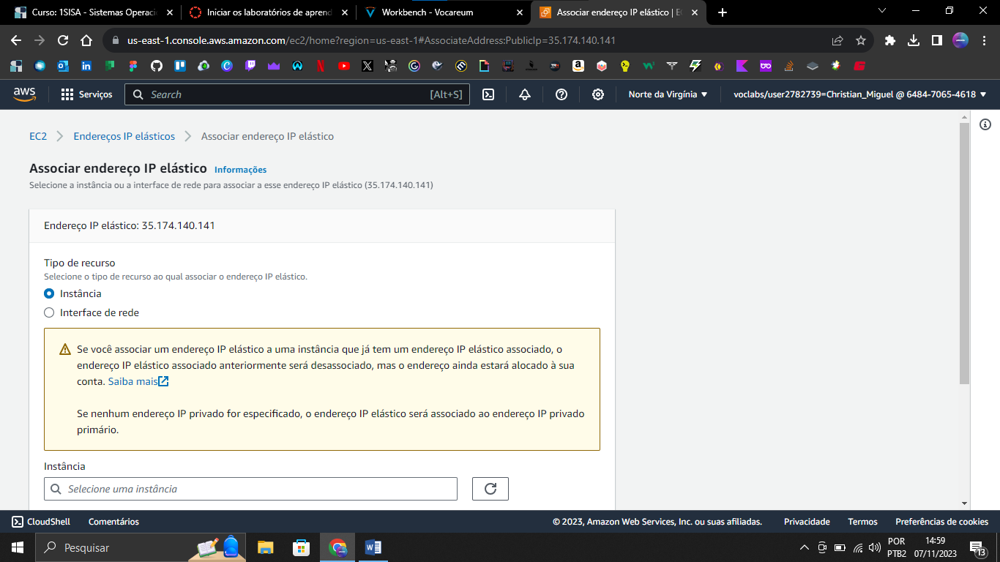 Curso: 1SISA - Sistemas Operaci
Iniciar os laboratórios de aprend
Workbench - Vocareum
Associar endereço IP elástico | E
us-east-1.console.aws.amazon.com/ec2/home?region=us-east-1#AssociateAddress:PublicIp=35.174.140.141
aws
Serviços
Search
[Alt+S]
Norte da Virgínia
voclabs/user2782739=Christian_Miguel @ 6484-7065-4618
EC2
Endereços IP elásticos
Associar endereço IP elástico
Associar endereço IP elástico
Informações
Selecione a instância ou a interface de rede para associar a esse endereço IP elástico (35.174.140.141)
Endereço IP elástico: 35.174.140.141
Tipo de recurso
Selecione o tipo de recurso ao qual associar o endereço IP elástico.
Instância
Interface de rede
Se você associar um endereço IP elástico a uma instância que já tem um endereço IP elástico associado, o
endereço IP elástico associado anteriormente será desassociado, mas o endereço ainda estará alocado à sua
conta. Saiba mais
Se nenhum endereço IP privado for especificado, o endereço IP elástico será associado ao endereço IP privado
primário.
Instância
Selecione uma instância
CloudShell
Comentários
© 2023, Amazon Web Services, Inc. ou suas afiliadas.
Privacidade
Termos
Preferências de cookies
Pesquisar
POR
PTB2
14:59
07/11/2023
13